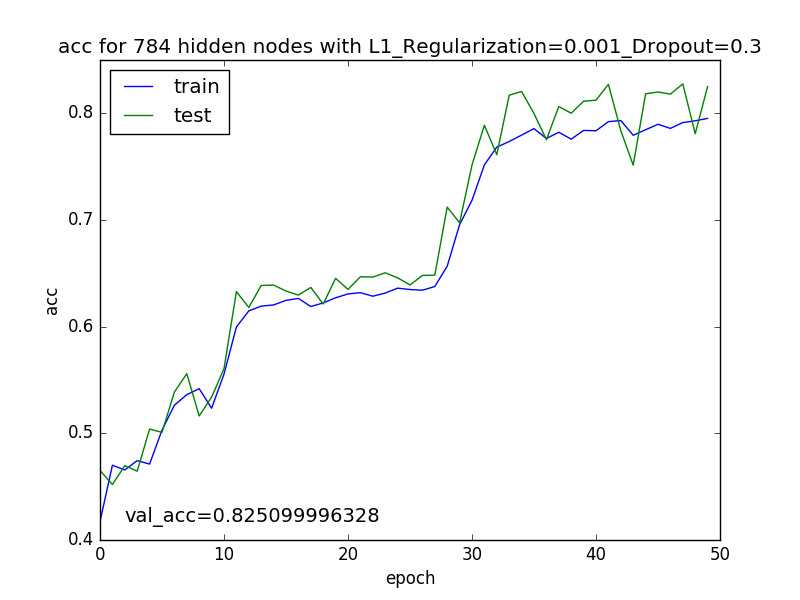 acc for 784 hidden nodes with L1_Regularization=0.001_Dropout=0.3
train
test
0.8
0.7
0.6
0.5
0.4
acc
val_acc=0.825099996328
0 10 20 30 40 50
epoch